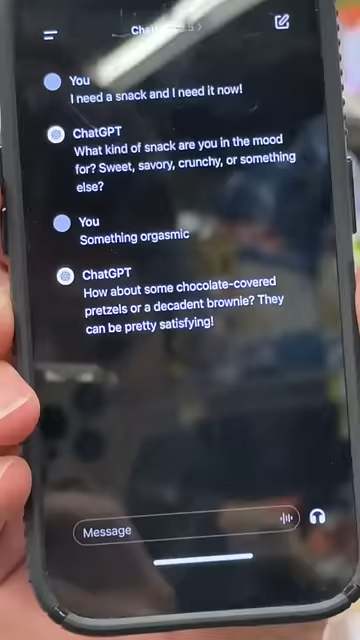 You
I need a snack and I need it now!
ChatGPT
What kind of snack are you in the mood
for? Sweet, savory, crunchy, or something
else?
You
Something orgasmic
ChatGPT
How about some chocolate-covered
pretzels or a decadent brownie? They
can be pretty satisfying!
Message